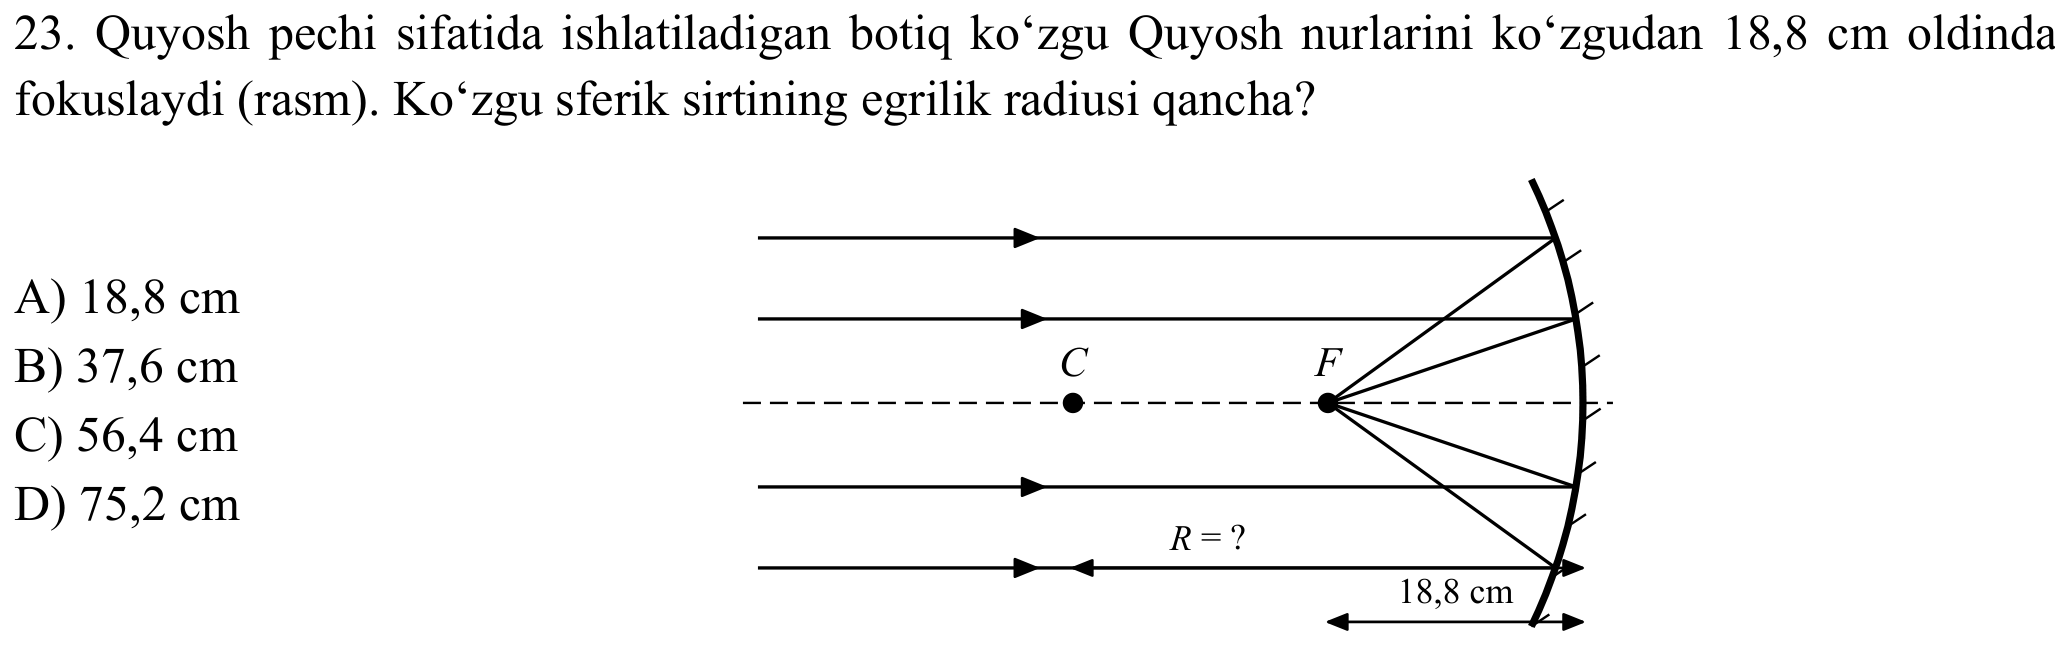 23. Quyosh pechi sifatida ishlatiladigan botiq ko‘zgu Quyosh nurlarini ko‘zgudan 18,8 cm oldinda
fokuslaydi (rasm). Ko‘zgu sferik sirtining egrilik radiusi qancha?
A) 18,8 cm
B) 37,6 cm
C) 56,4 cm
D) 75,2 cm
C
F
R = ?
18,8 cm